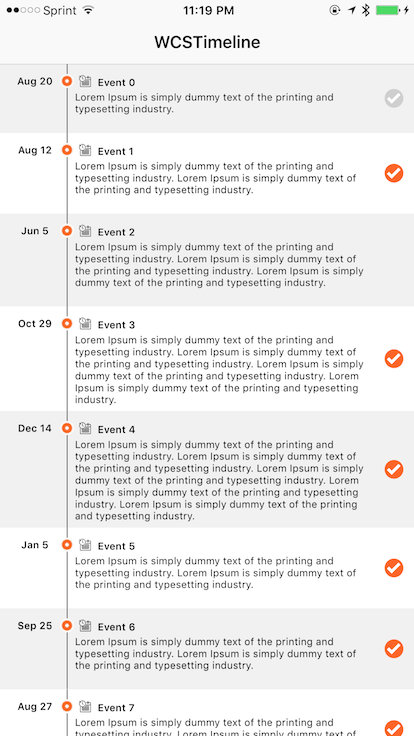 Sprint 11:19 PM
WCSTimeline
Aug 20 Event 0
Lorem Ipsum is simply dummy text of the printing and
typesetting industry.
Aug 12 Event 1
Lorem Ipsum is simply dummy text of the printing and
typesetting industry. Lorem Ipsum is simply dummy text of
the printing and typesetting industry.
Jun 5 Event 2
Lorem Ipsum is simply dummy text of the printing and
typesetting industry. Lorem Ipsum is simply dummy text of
the printing and typesetting industry. Lorem Ipsum is simply
dummy text of the printing and typesetting industry.
Oct 29 Event 3
Lorem Ipsum is simply dummy text of the printing and
typesetting industry. Lorem Ipsum is simply dummy text of
the printing and typesetting industry. Lorem Ipsum is simply
dummy text of the printing and typesetting industry. Lorem
Ipsum is simply dummy text of the printing and typesetting
industry.
Dec 14 Event 4
Lorem Ipsum is simply dummy text of the printing and
typesetting industry. Lorem Ipsum is simply dummy text of
the printing and typesetting industry. Lorem Ipsum is simply
dummy text of the printing and typesetting industry. Lorem
Ipsum is simply dummy text of the printing and typesetting
industry. Lorem Ipsum is simply dummy text of the printing
and typesetting industry.
Jan 5 Event 5
Lorem Ipsum is simply dummy text of the printing and
typesetting industry. Lorem Ipsum is simply dummy text of
the printing and typesetting industry.
Sep 25 Event 6
Lorem Ipsum is simply dummy text of the printing and
typesetting industry. Lorem Ipsum is simply dummy text of
the printing and typesetting industry.
Aug 27 Event 7
Lorem Ipsum is simply dummy text of the printing and
typesetting industry. Lorem Ipsum is simply dummy text of